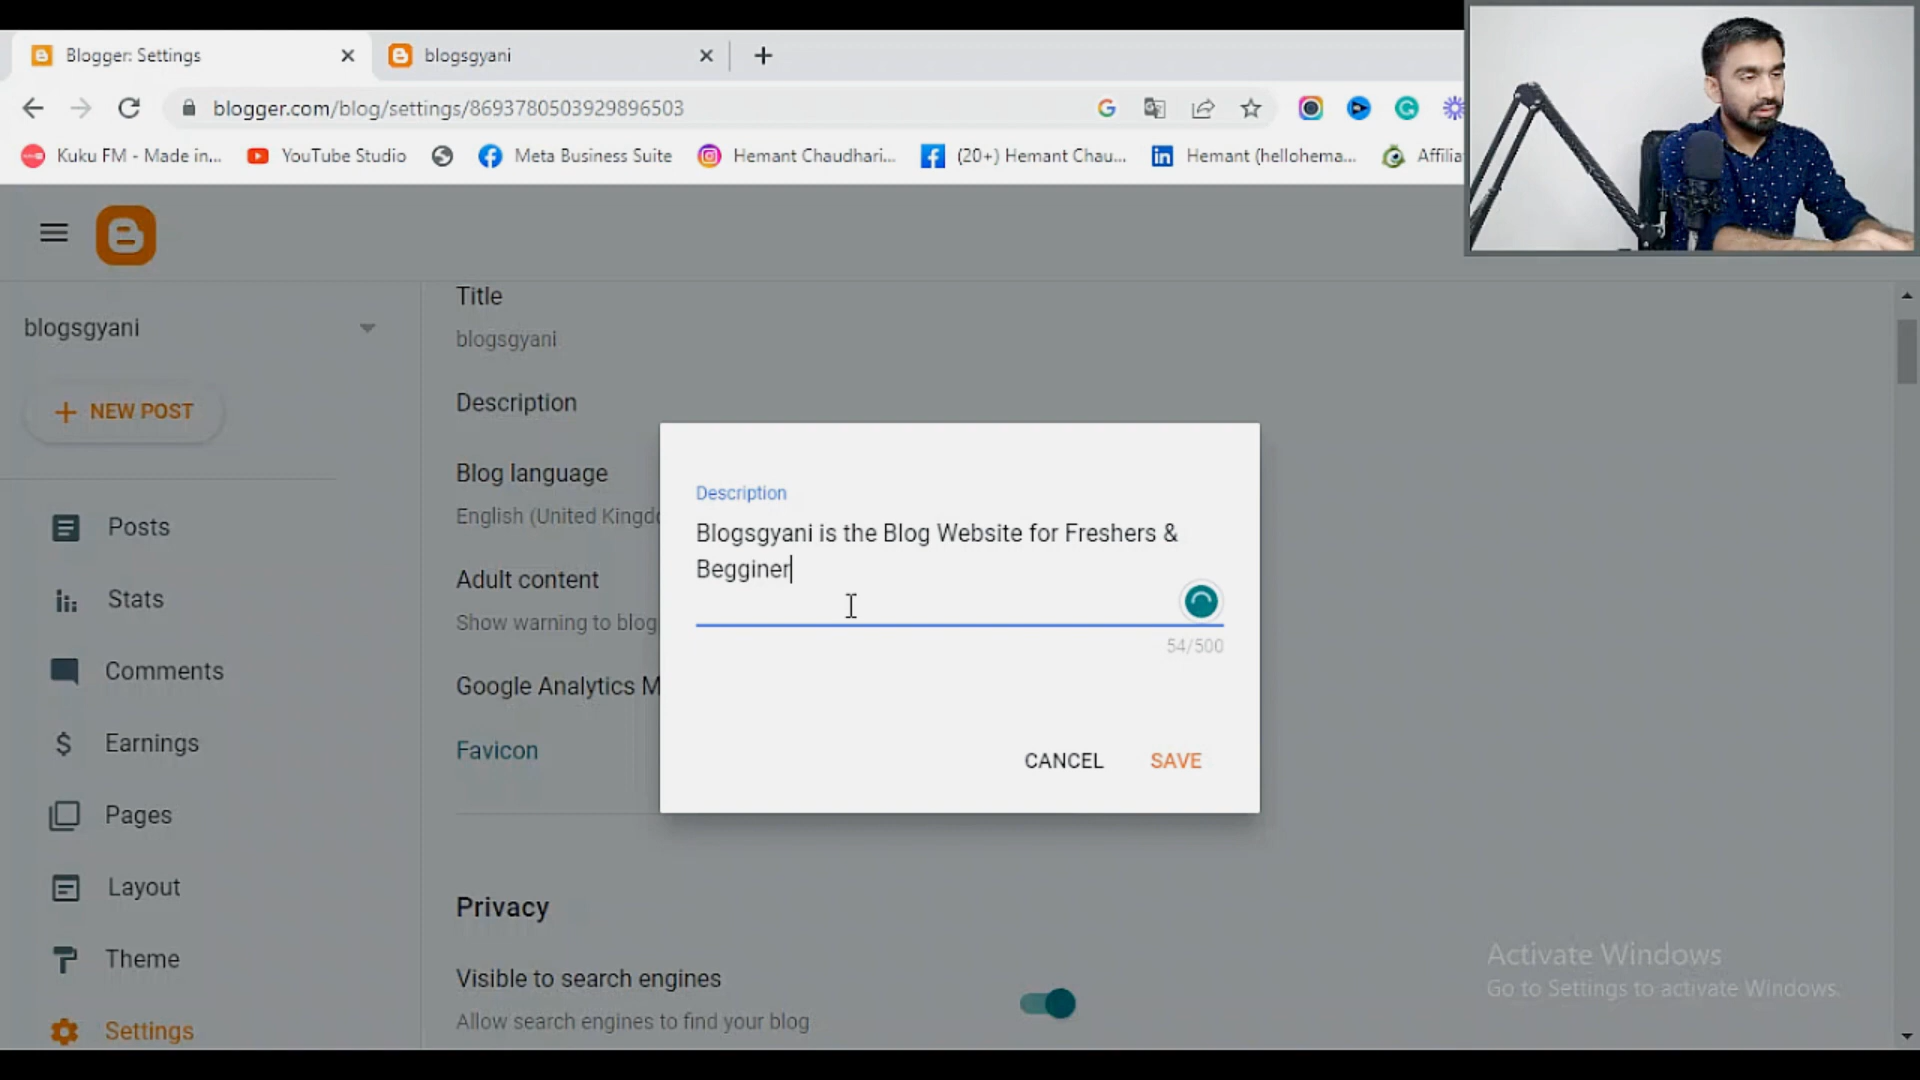 Blogger: Settings
blogsgyani
blogger.com/blog/settings/8693780503929896503
Kuku FM - Made in...
YouTube Studio
Meta Business Suite
Hemant Chaudhari...
(20+) Hemant Chau...
Hemant (hellohema...
Affilia
blogsgyani
NEW POST
Posts
Stats
Comments
Earnings
Pages
Layout
Theme
Settings
Title
blogsgyani
Description
Blog language
English (United Kingdo
Adult content
Show warning to blog
Google Analytics M
Favicon
Privacy
Visible to search engines
Allow search engines to find your blog
Description
Blogsgyani is the Blog Website for Freshers &
Begginer
54/500
CANCEL
SAVE
Activate Windows
Go to Settings to activate Windows.